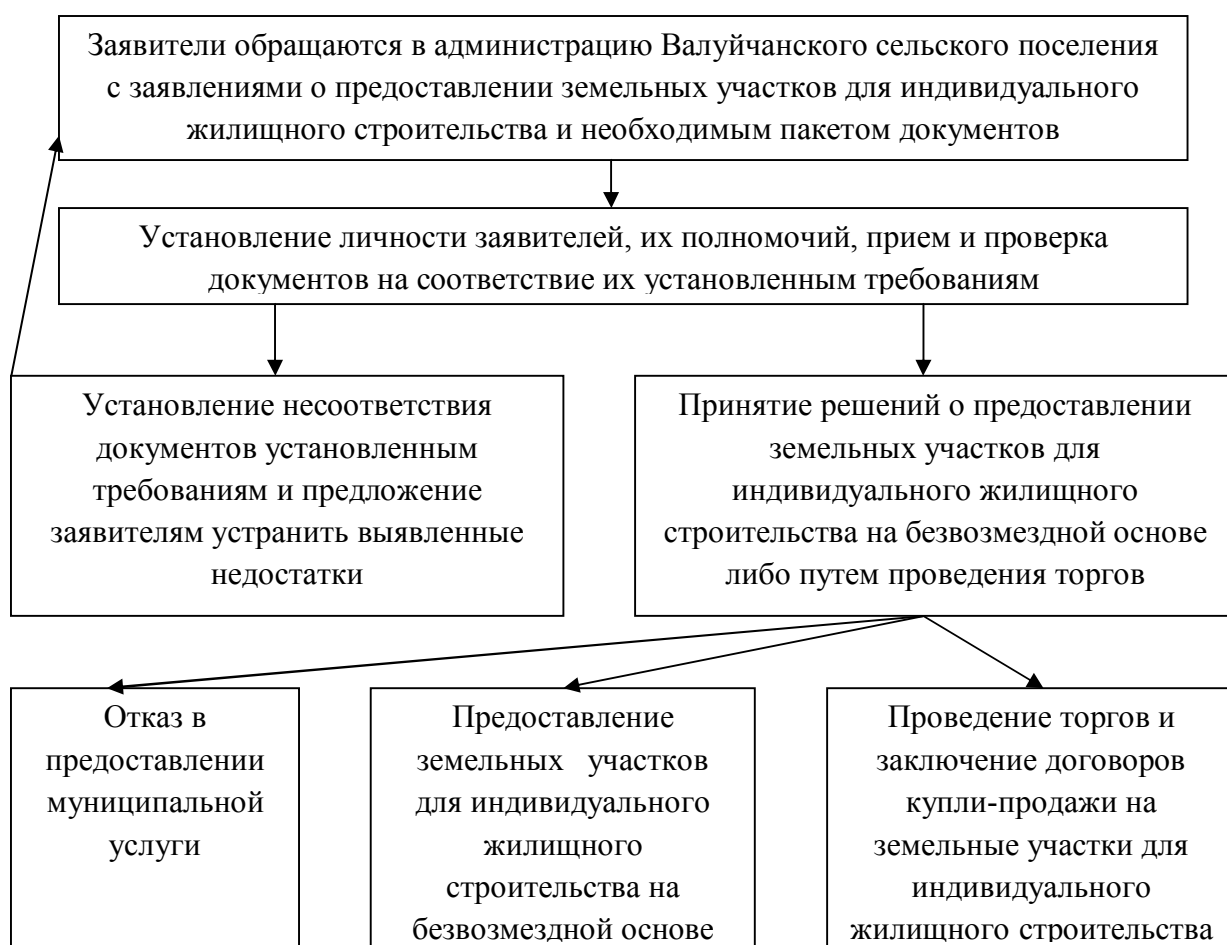 Заявители обращаются в администрацию Валуйчанского сельского поселения
с заявлениями о предоставлении земельных участков для индивидуального
жилищного строительства и необходимым пакетом документов
Установление личности заявителей, их полномочий, прием и проверка
документов на соответствие их установленным требованиям
Установление несоответствия
документов установленным
требованиям и предложение
заявителям устранить выявленные
недостатки
Принятие решений о предоставлении
земельных участков для
индивидуального жилищного
строительства на безвозмездной основе
либо путем проведения торгов
Отказ в
предоставлении
муниципальной
услуги
Предоставление
земельных участков
для индивидуального
жилищного
строительства на
безвозмездной основе
Проведение торгов и
заключение договоров
купли-продажи на
земельные участки для
индивидуального
жилищного строительства